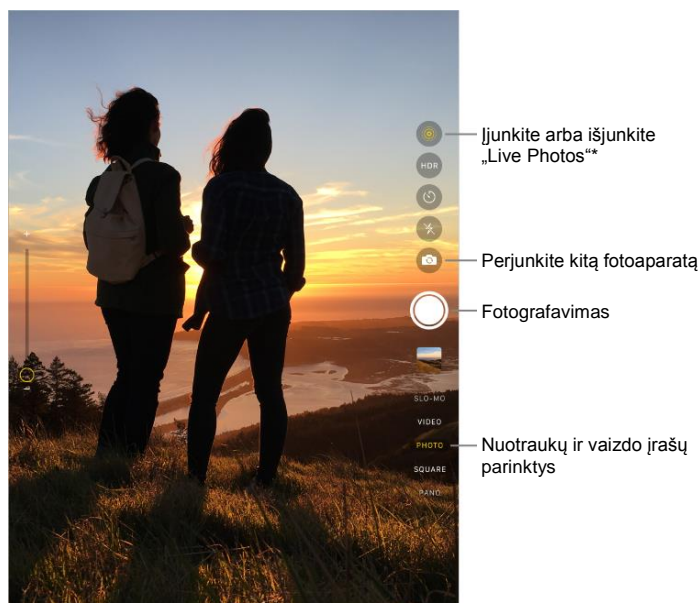 Įjunkite arba išjunkite
„Live Photos“*
HDR
Perjunkite kitą fotoaparatą
Fotografavimas
SLO-MO
VIDEO
PHOTO
SQUARE
PANO
Nuotraukų ir vaizdo įrašų
parinktys